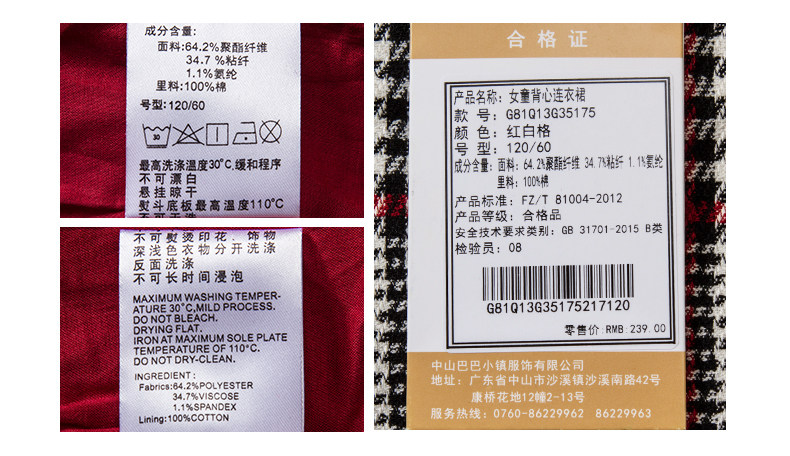 成分含量:
面料:64.2%聚酯纤维
34.7%粘纤
1.1%氨纶
里料:100%棉
号型:120/60
30
最高洗涤温度30°C,缓和程序
不可漂白
悬挂晾干
熨斗底板最高温度110°C
不可干洗
不可熨烫印花、饰物
深浅色衣物分开洗涤
反面洗涤
不可长时间浸泡
MAXIMUM WASHING TEMPER-
ATURE 30°C,MILD PROCESS.
DO NOT BLEACH.
DRYING FLAT.
IRON AT MAXIMUM SOLE PLATE
TEMPERATURE OF 110°C.
DO NOT DRY-CLEAN.
INGREDIENT:
Fabrics:64.2%POLYESTER
34.7%VISCOSE
1.1%SPANDEX
Lining:100%COTTON
合格证
产品名称: 女童背心连衣裙
款 号: G81Q13G35175
颜 色: 红白格
号 型: 120/60
成分含量: 面料: 64.2%聚酯纤维 34.7%粘纤 1.1%氨纶
里料: 100%棉
产品标准: FZ/T 81004-2012
产品等级: 合格品
安全技术要求类别: GB 31701-2015 B类
检验员: 08
G81Q13G35175217120
零售价: RMB: 239.00
中山巴巴小镇服饰有限公司
地址: 广东省中山市沙溪镇沙溪南路42号
康桥花地12幢2-13号
服务热线: 0760-86229962 86229963